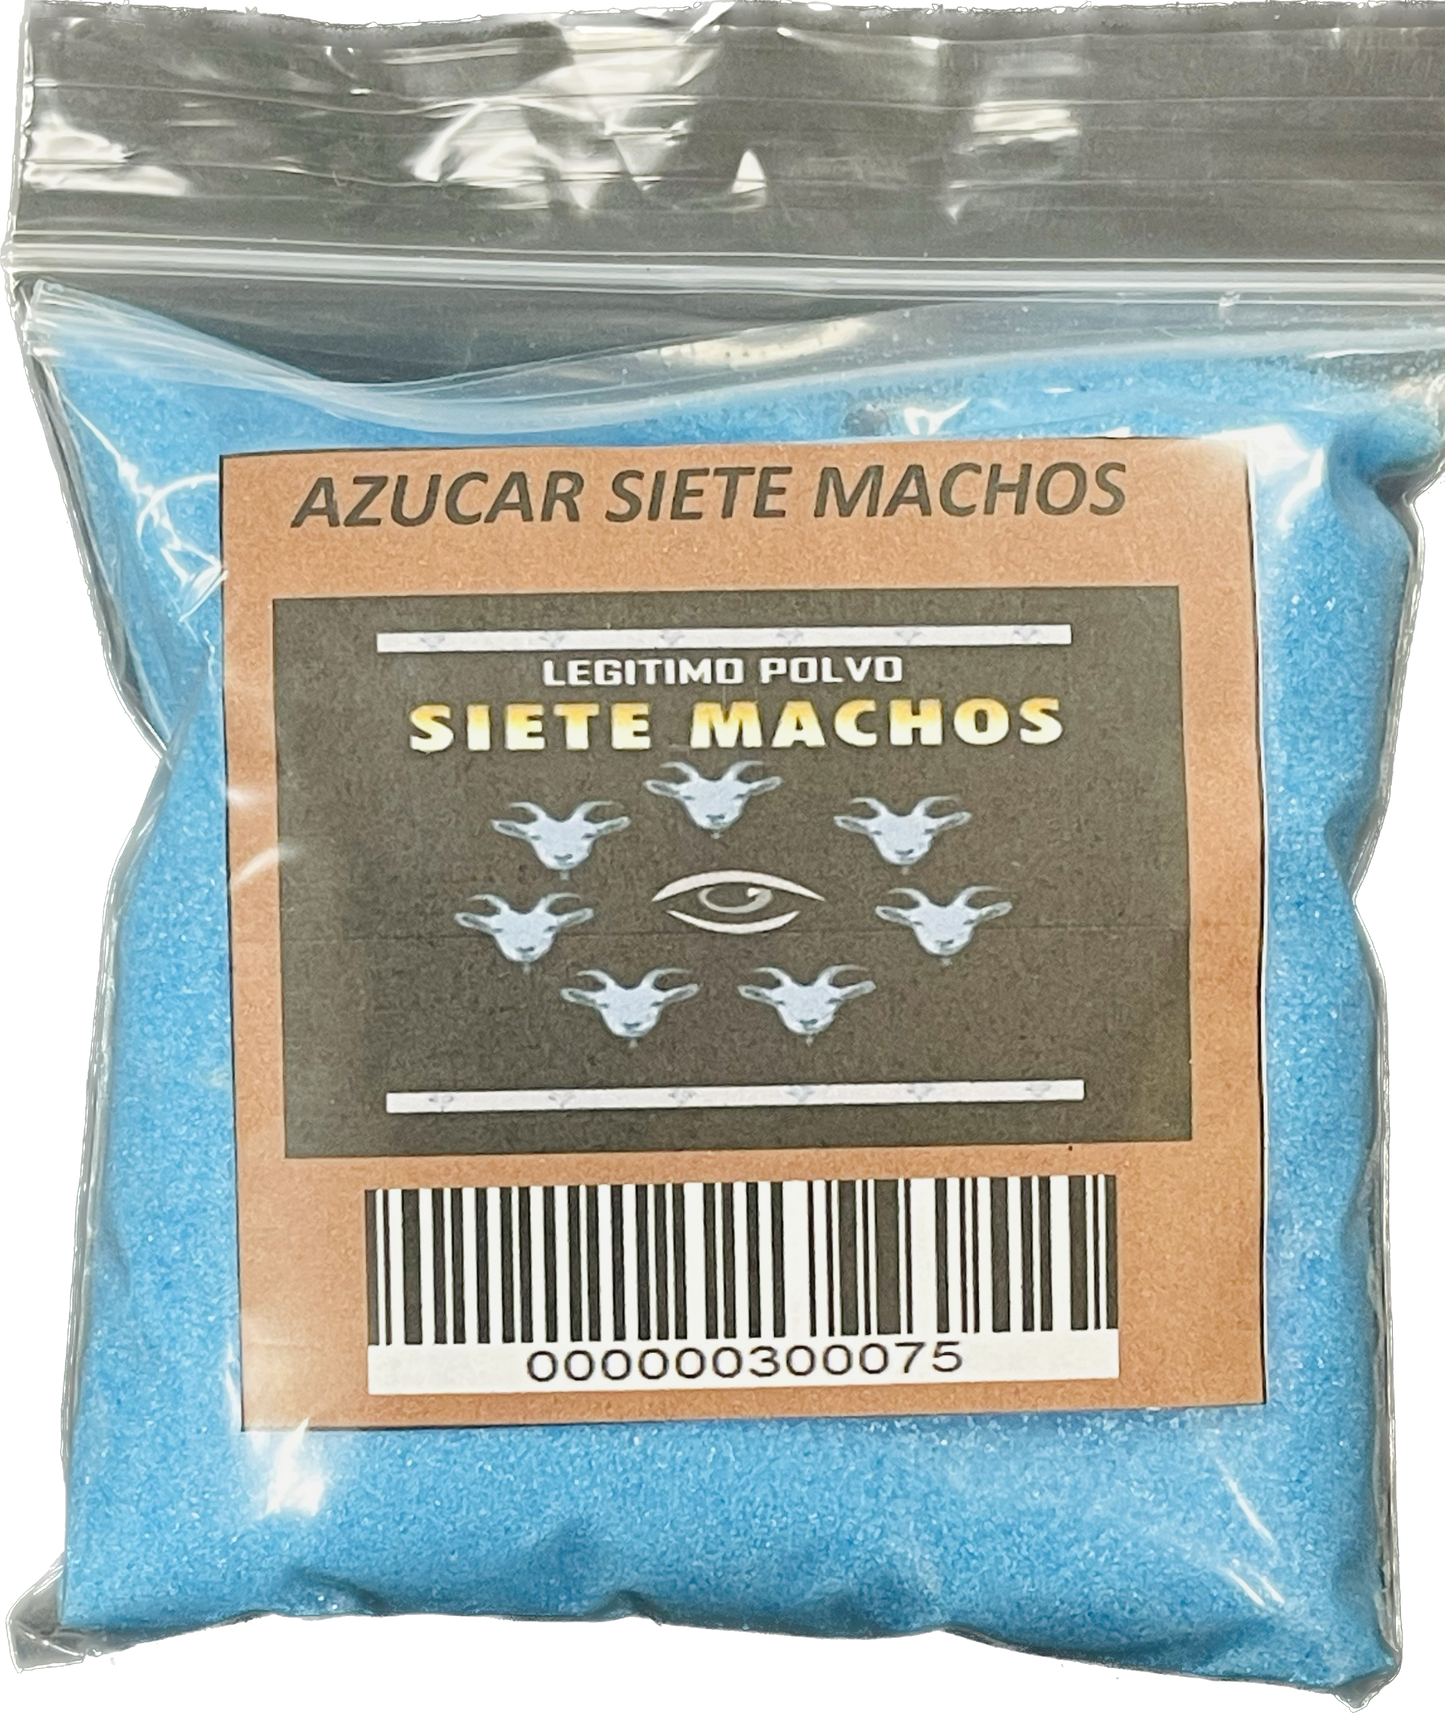 AZUCAR SIETE MACHOS
LEGITIMO POLVO
SIETE MACHOS
000000300075